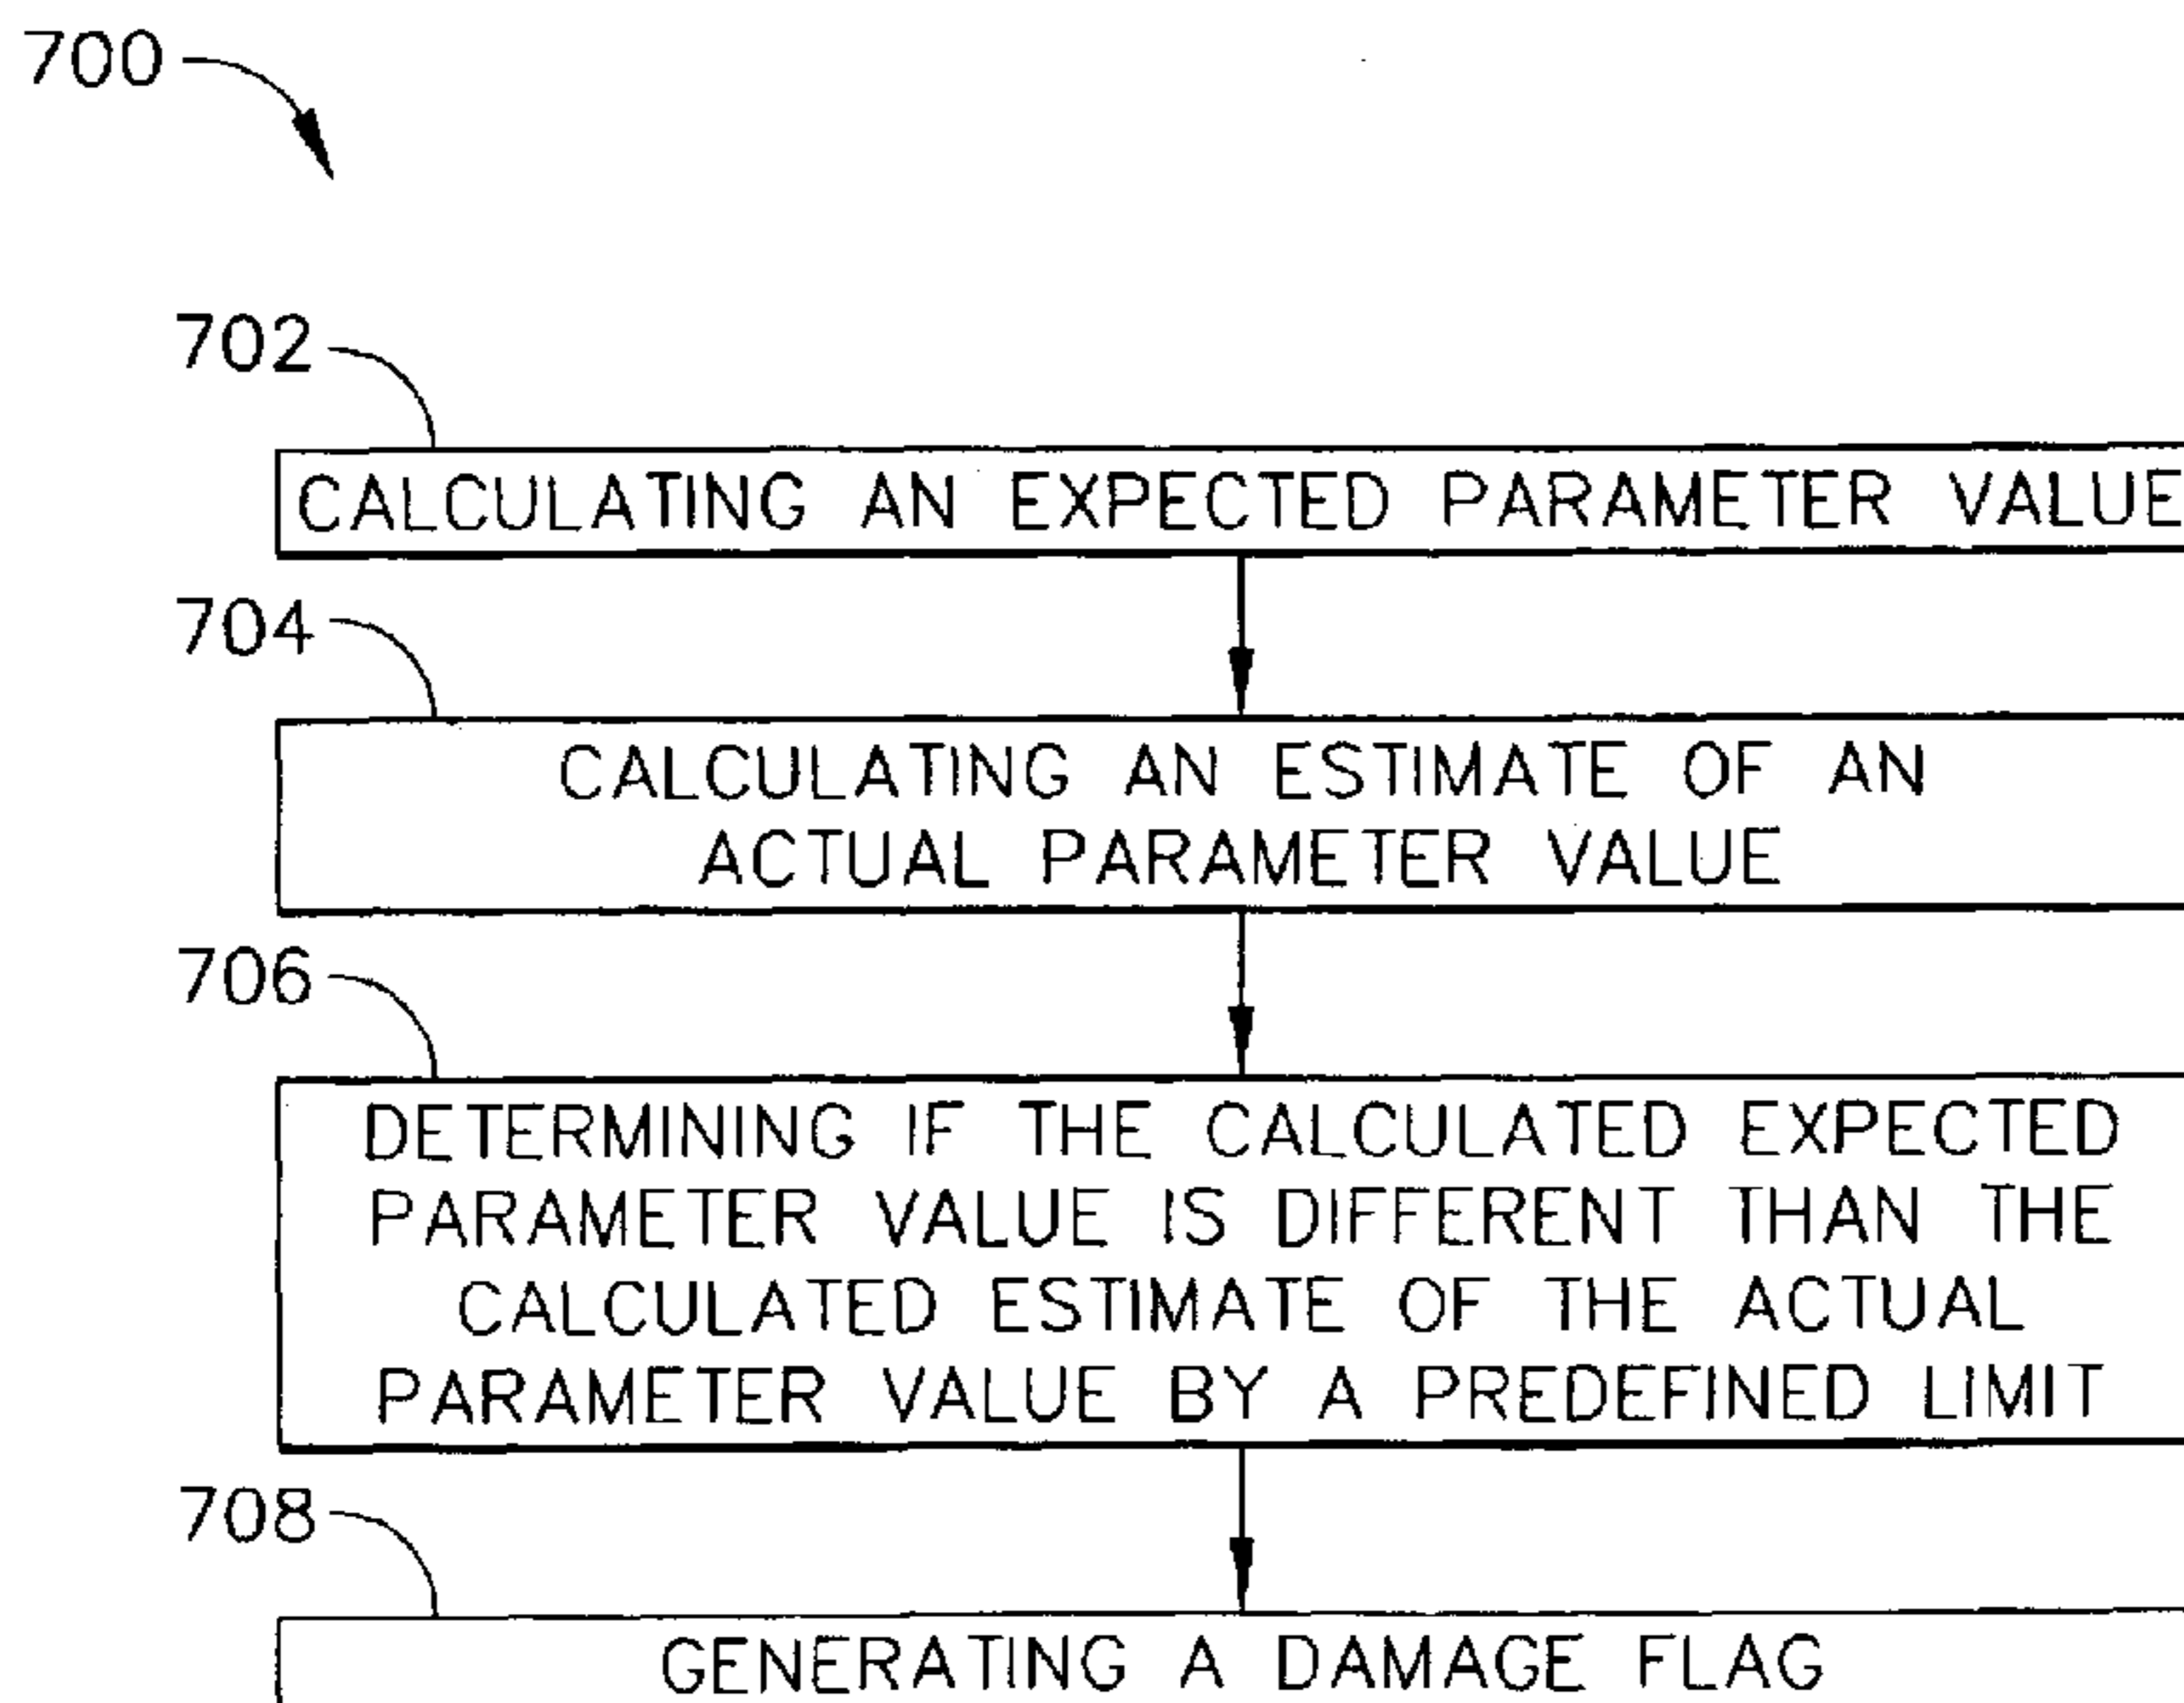 700
702
CALCULATING AN EXPECTED PARAMETER VALUE
704
CALCULATING AN ESTIMATE OF AN
ACTUAL PARAMETER VALUE
706
DETERMINING IF THE CALCULATED EXPECTED
PARAMETER VALUE IS DIFFERENT THAN THE
CALCULATED ESTIMATE OF THE ACTUAL
PARAMETER VALUE BY A PREDEFINED LIMIT
708
GENERATING A DAMAGE FLAG